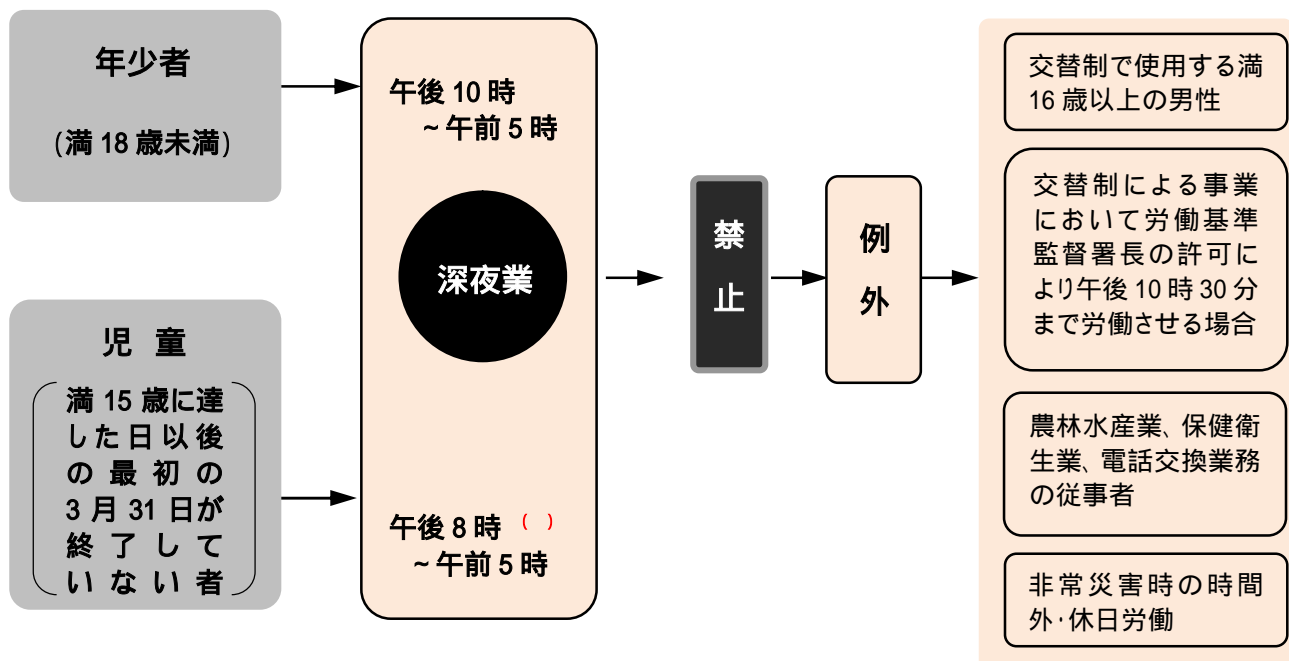 年少者
(満 18 歳未満)
児 童
満 15 歳に達
した日以後
の最初の
3 月 31 日が
終了して
いない者
午後 10 時
~ 午前 5 時
深夜業
午後 8 時 ( )
~ 午前 5 時
禁
止
例
外
交替制で使用する満
16 歳以上の男性
交替制による事業
において労働基準
監督署長の許可に
より午後 10 時 30 分
まで労働させる場合
農林水産業、保健衛
生業、電話交換業務
の従事者
非常災害時の時間
外・休日労働